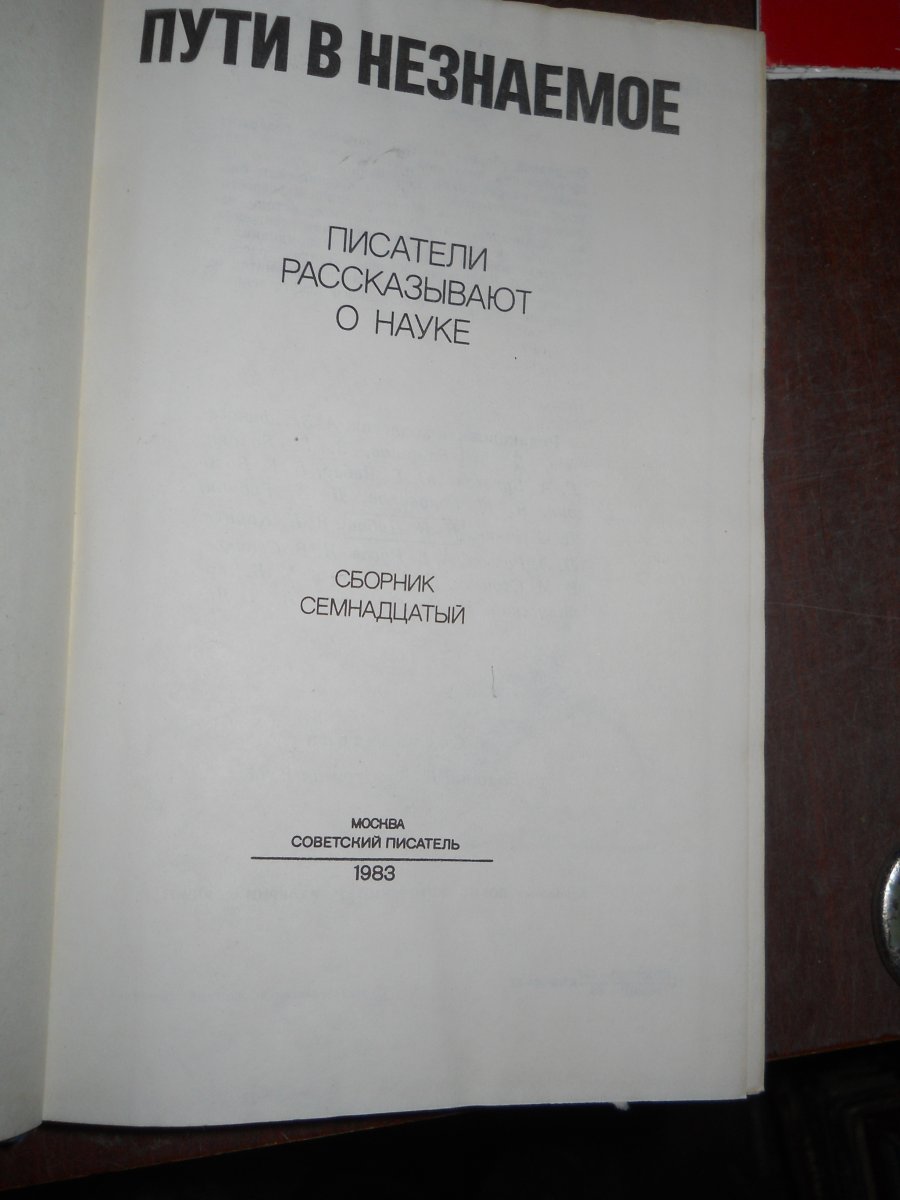 ПУТИ В НЕЗНАЕМОЕ
ПИСАТЕЛИ
РАССКАЗЫВАЮТ
О НАУКЕ
СБОРНИК
СЕМНАДЦАТЫЙ
МОСКВА
СОВЕТСКИЙ ПИСАТЕЛЬ
1983